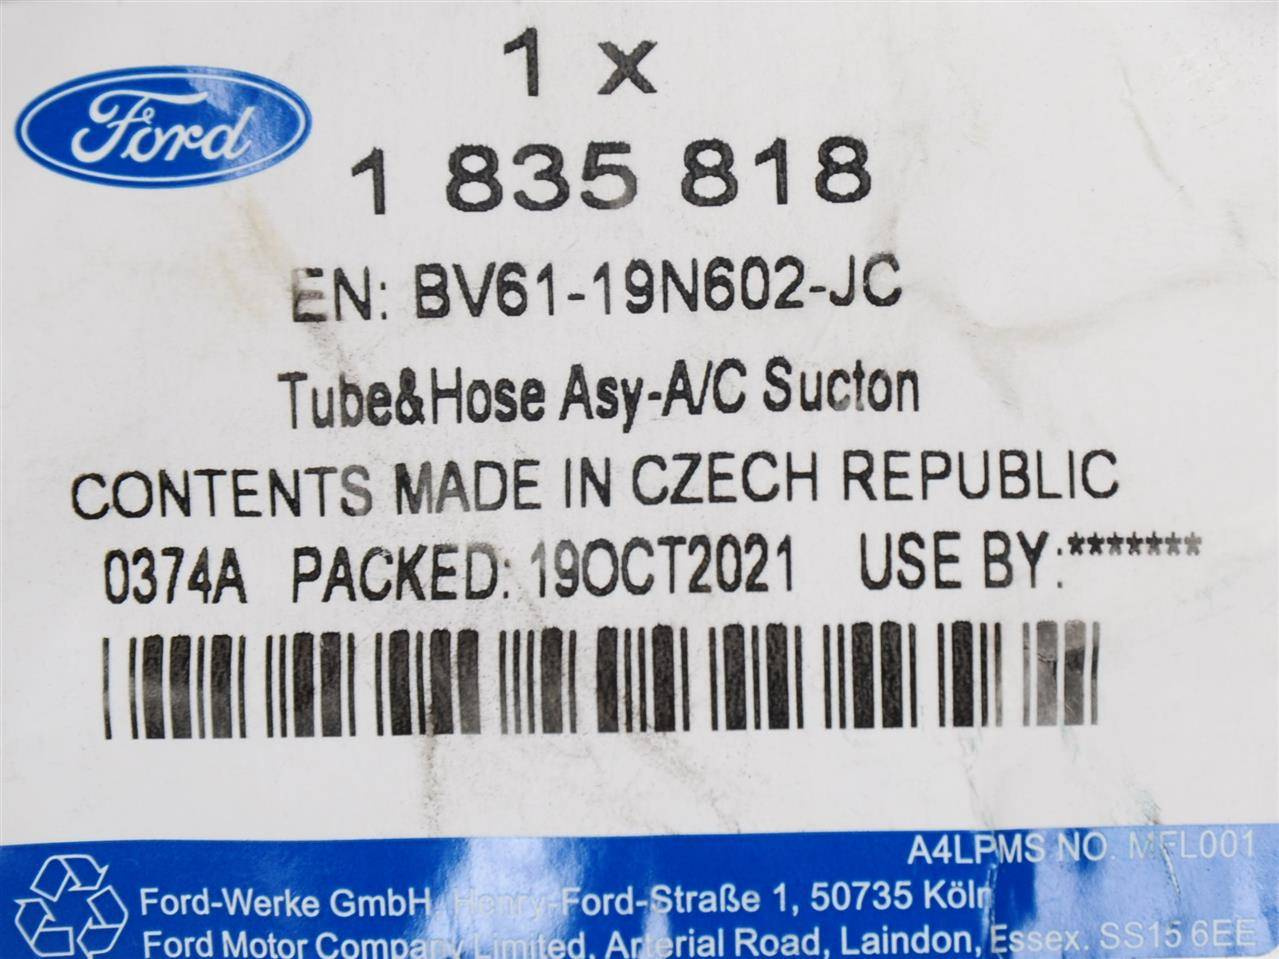 1 x
Ford
1 835 818
EN: BV61-19N602-JC
Tube&Hose Asy-A/C Sucton
CONTENTS MADE IN CZECH REPUBLIC
0374A PACKED: 19OCT2021 USE BY:*******
A4LPMS NO. MFL001
Ford-Werke GmbH, Henry-Ford-Straße 1, 50735 Köln
Ford Motor Company Limited, Arterial Road, Laindon, Essex. SS15 6EE